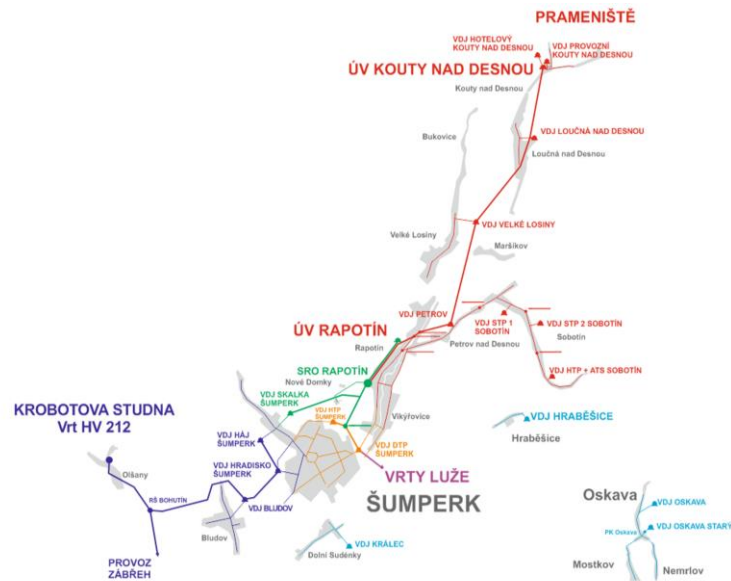 PRAMENIŠTĚ
VDJ HOTELOVÝ
KOUTY NAD DESNOU
VDJ PROVOZNÍ
KOUTY NAD DESNOU
ÚV KOUTY NAD DESNOU
Kouty nad Desnou
VDJ LOUČNÁ NAD DESNOU
Bukovice
Loučná nad Desnou
VDJ VELKÉ LOSINY
Velké Losiny
Maršíkov
VDJ PETROV
ÚV RAPOTÍN
VDJ STP 1
SOBOTÍN
VDJ STP 2 SOBOTÍN
Petrov nad Desnou
Sobotín
Rapotín
SRO RAPOTÍN
VDJ HTP + ATS SOBOTÍN
Nové Domky
VDJ SKALKA
ŠUMPERK
KROBOTOVA STUDNA
Vrt HV 212
VDJ HTP
ŠUMPERK
Vikýřovice
VDJ HRABĚŠICE
Hraběšice
VDJ HÁJ
ŠUMPERK
VDJ DTP
ŠUMPERK
VDJ HRADISKO
ŠUMPERK
VRTY LUŽE
Olšany
ŠUMPERK
RŠ BOHUTÍN
VDJ BLUDOV
Oskava
VDJ OSKAVA
VDJ OSKAVA STARÝ
PK Oskava
Bludov
Dolní Sudénky
VDJ KRÁLEC
PROVOZ
ZÁBŘEH
Mostkov
Nemrlov